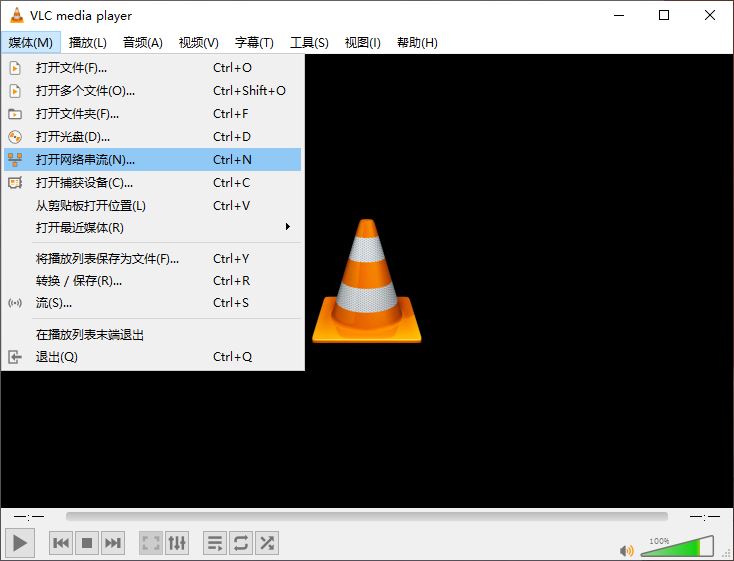 VLC media player
媒体(M) 播放(L) 音频(A) 视频(V) 字幕(T) 工具(S) 视图(I) 帮助(H)
打开文件(F)... Ctrl+O
打开多个文件(O)... Ctrl+Shift+O
打开文件夹(F)... Ctrl+F
打开光盘(D)... Ctrl+D
打开网络串流(N)... Ctrl+N
打开捕获设备(C)... Ctrl+C
从剪贴板打开位置(L) Ctrl+V
打开最近媒体(R)
将播放列表保存为文件(F)... Ctrl+Y
转换 / 保存(R)... Ctrl+R
流(S)... Ctrl+S
在播放列表末端退出
退出(Q) Ctrl+Q
--:-- --:--
100%